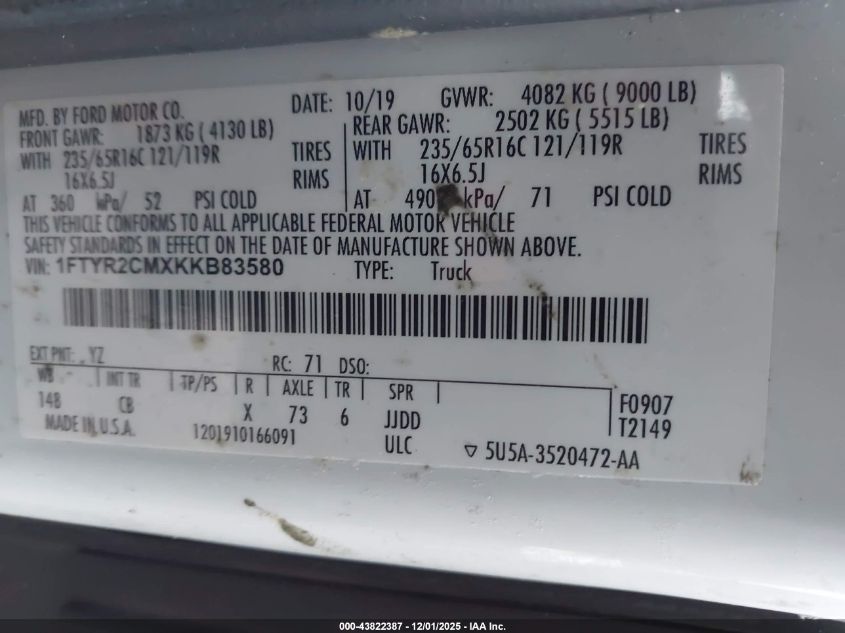 MFD. BY FORD MOTOR CO.
DATE: 10/19 GVWR: 4082 KG ( 9000 LB)
FRONT GAWR: 1873 KG ( 4130 LB)
WITH 235/65R16C 121/119R TIRES
16X6.5J RIMS
AT 360 kPa/ 52 PSI COLD
REAR GAWR: 2502 KG ( 5515 LB)
WITH 235/65R16C 121/119R TIRES
16X6.5J RIMS
AT 490 kPa/ 71 PSI COLD
THIS VEHICLE CONFORMS TO ALL APPLICABLE FEDERAL MOTOR VEHICLE
SAFETY STANDARDS IN EFFECT ON THE DATE OF MANUFACTURE SHOWN ABOVE.
VIN: 1FTYR2CMXKKB83580 TYPE: Truck
EXT PNT: YZ RC: 71 DSO:
WB INT TR TP/PS R AXLE TR SPR
148 CB X 73 6 JJDD
F0907
T2149
MADE IN U.S.A. 1201910166091 ULC
▽ 5U5A-3520472-AA
000-43822387 - 12/01/2025 - IAA Inc.